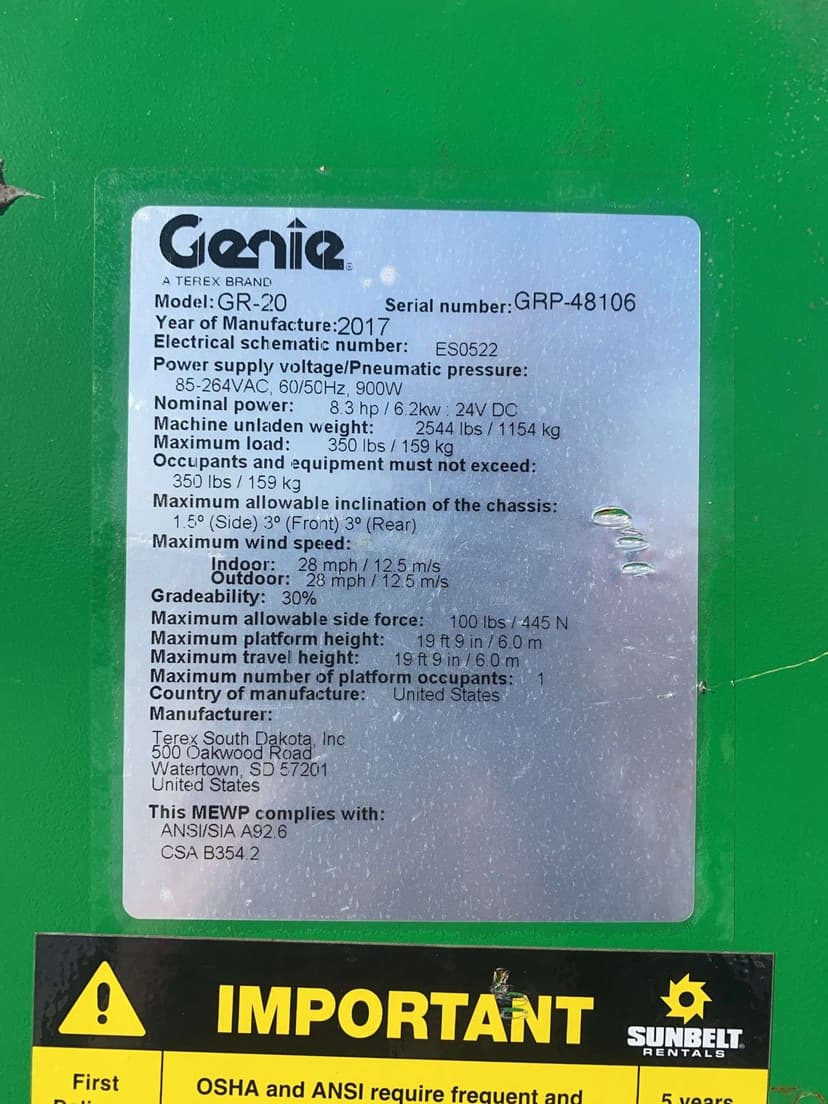 Genie®
A TEREX BRAND
Model: GR-20 Serial number: GRP-48106
Year of Manufacture: 2017
Electrical schematic number: ES0522
Power supply voltage/Pneumatic pressure:
85-264VAC, 60/50Hz, 900W
Nominal power: 8.3 hp / 6.2kw : 24V DC
Machine unladen weight: 2544 lbs / 1154 kg
Maximum load: 350 lbs / 159 kg
Occupants and equipment must not exceed:
350 lbs / 159 kg
Maximum allowable inclination of the chassis:
1.5º (Side) 3º (Front) 3º (Rear)
Maximum wind speed:
Indoor: 28 mph / 12.5 m/s
Outdoor: 28 mph / 12.5 m/s
Gradeability: 30%
Maximum allowable side force: 100 lbs / 445 N
Maximum platform height: 19 ft 9 in / 6.0 m
Maximum travel height: 19 ft 9 in / 6.0 m
Maximum number of platform occupants: 1
Country of manufacture: United States
Manufacturer:
Terex South Dakota, Inc
500 Oakwood Road
Watertown, SD 57201
United States
This MEWP complies with:
ANSI/SIA A92.6
CSA B354.2
IMPORTANT
SUNBELT®
RENTALS
First
OSHA and ANSI require frequent and
5 years